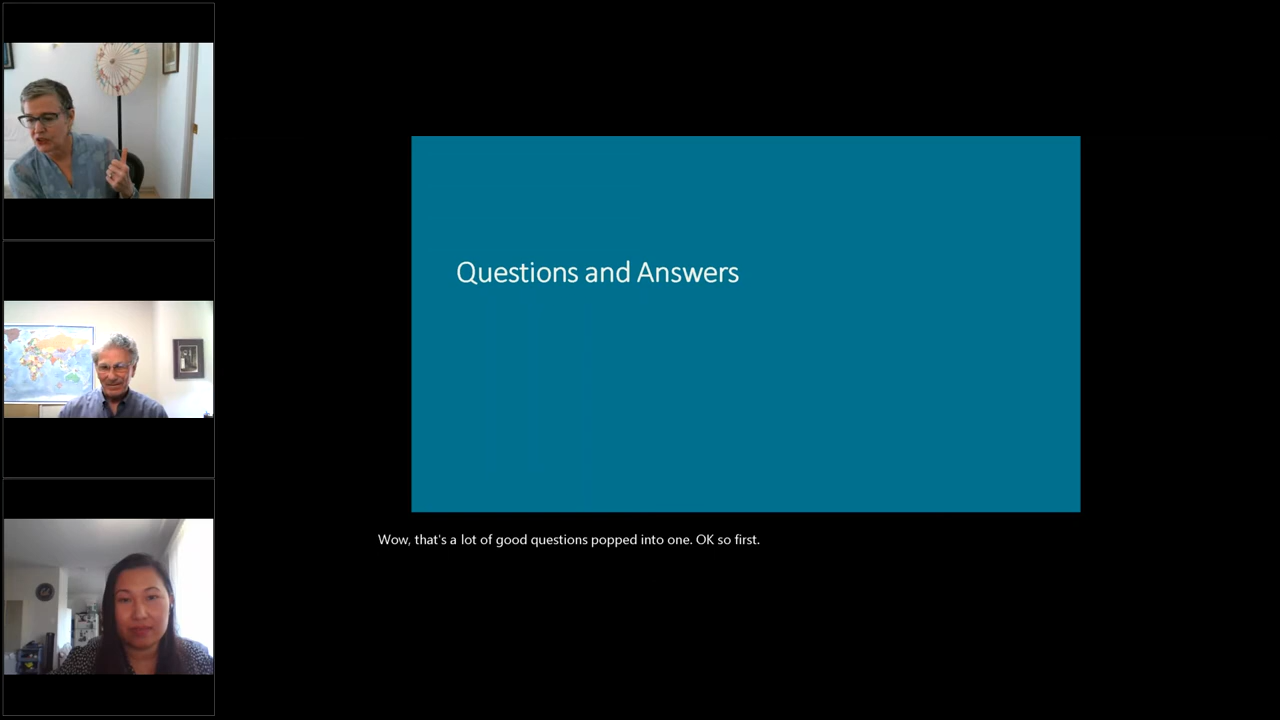 Questions and Answers
Wow, that's a lot of good questions popped into one. OK so first.